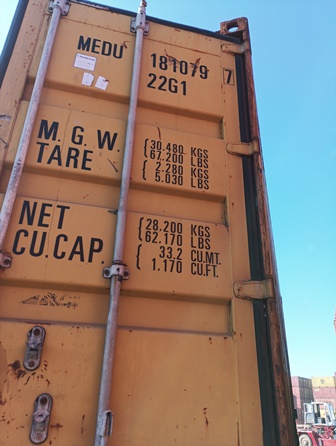 MEDU 181079 7
22G1
M.G.W. 30.480 KGS
67.200 LBS
TARE 2.280 KGS
5.030 LBS
NET 28.200 KGS
62.170 LBS
CU.CAP. 33.2 CU.MT.
1.170 CU.FT.